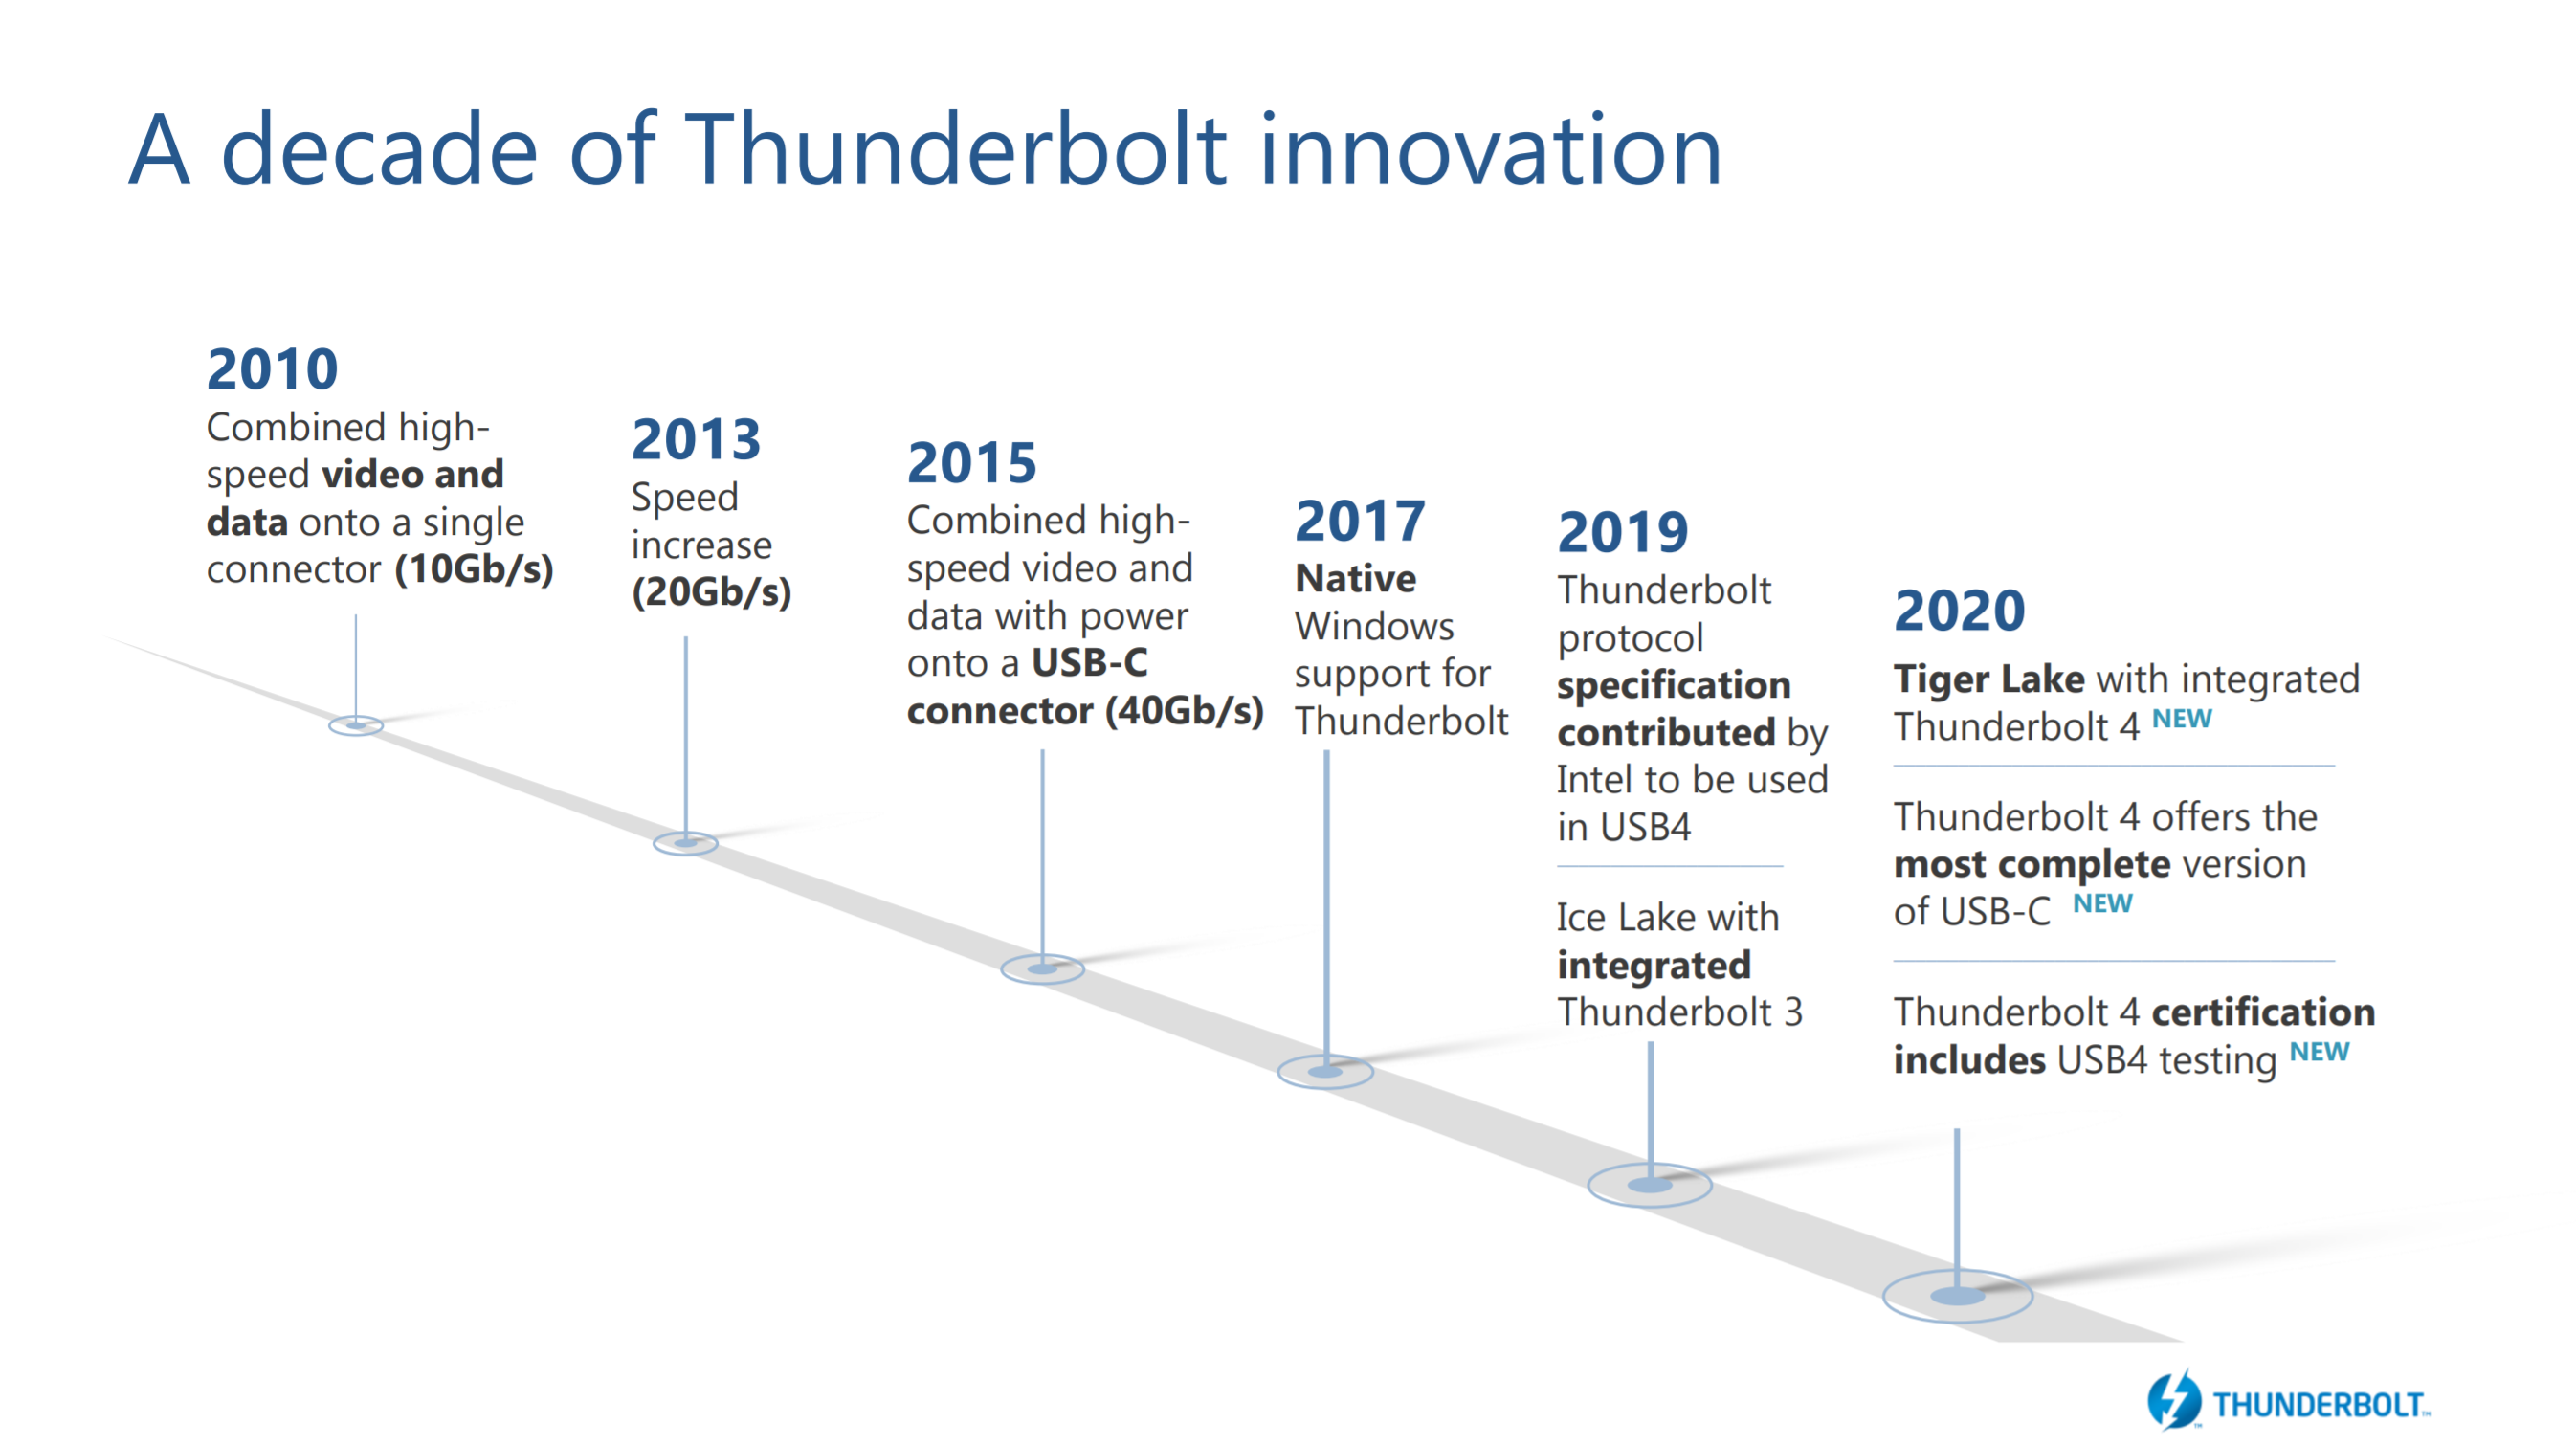 A decade of Thunderbolt innovation
2010
Combined high-
speed video and
data onto a single
connector (10Gb/s)
2013
Speed
increase
(20Gb/s)
2015
Combined high-
speed video and
data with power
onto a USB-C
connector (40Gb/s)
2017
Native
Windows
support for
Thunderbolt
2019
Thunderbolt
protocol
specification
contributed by
Intel to be used
in USB4
Ice Lake with
integrated
Thunderbolt 3
2020
Tiger Lake with integrated
Thunderbolt 4 NEW
Thunderbolt 4 offers the
most complete version
of USB-C NEW
Thunderbolt 4 certification
includes USB4 testing NEW
THUNDERBOLT™